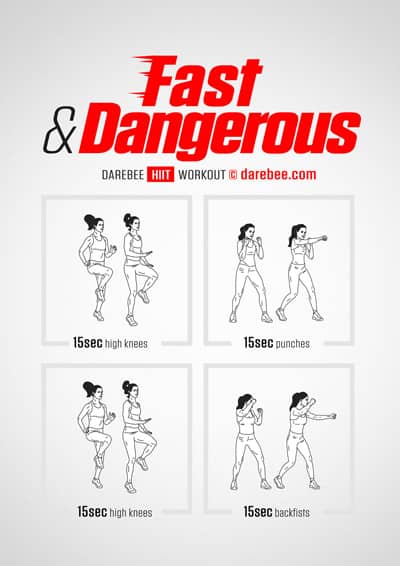 Fast
& Dangerous
DAREBEE HIIT WORKOUT © darebee.com
15sec high knees
15sec punches
15sec high knees
15sec backfists